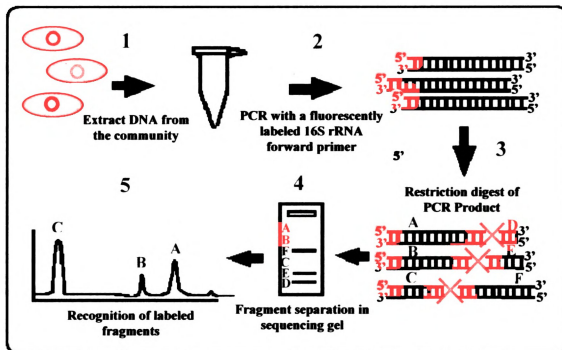 1
Extract DNA from
the community
2
PCR with a fluorescently
labeled 16S rRNA
forward primer
5' 3'
3' 5'
5' 3'
3' 5'
5' 3'
3' 5'
5'
3
Restriction digest of
PCR Product
5' A D 3'
3' 5'
5' B E 3'
3' 5'
5' C F 3'
3' 5'
4
A
B
F
C
E
D
Fragment separation in
sequencing gel
5
C
B
A
Recognition of labeled
fragments